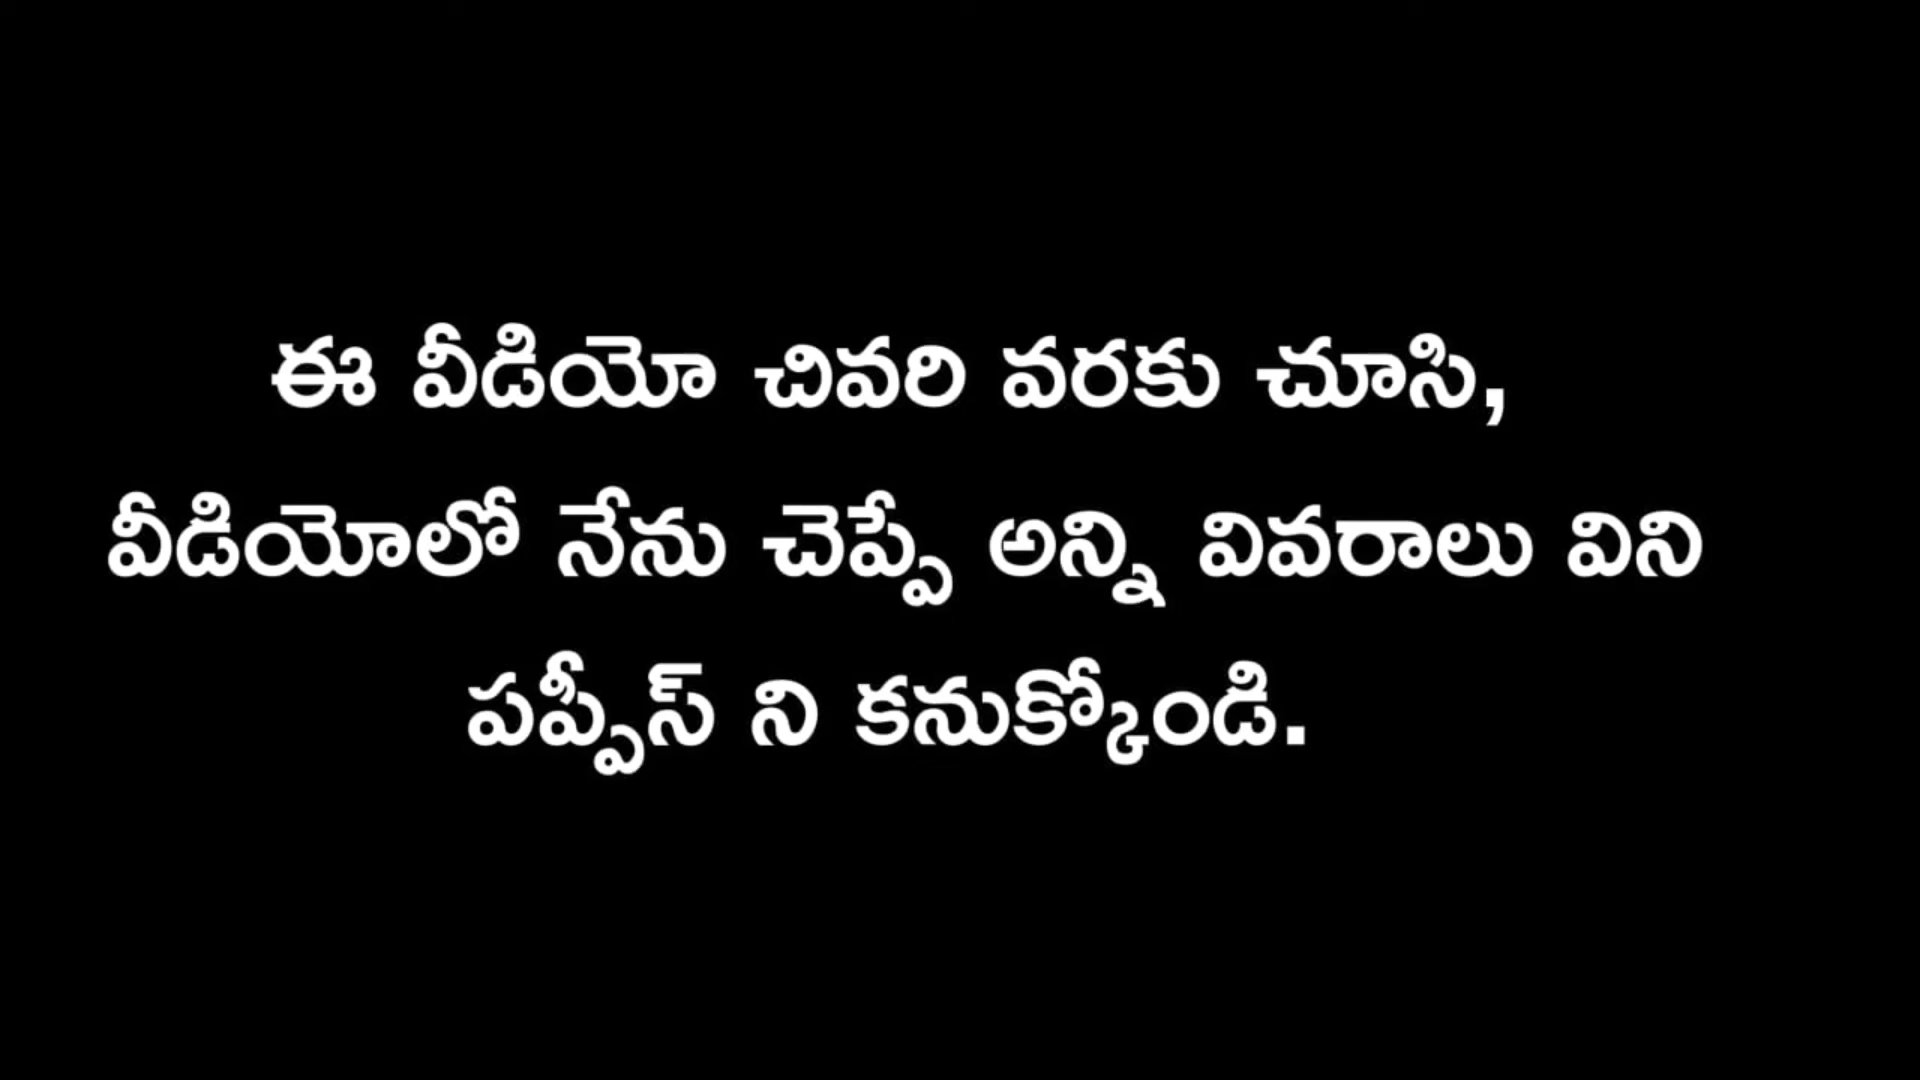 ఈ వీడియో చివరి వరకు చూసి,
వీడియోలో నేను చెప్పే అన్ని వివరాలు విని
పప్పీస్ ని కనుక్కోండి.